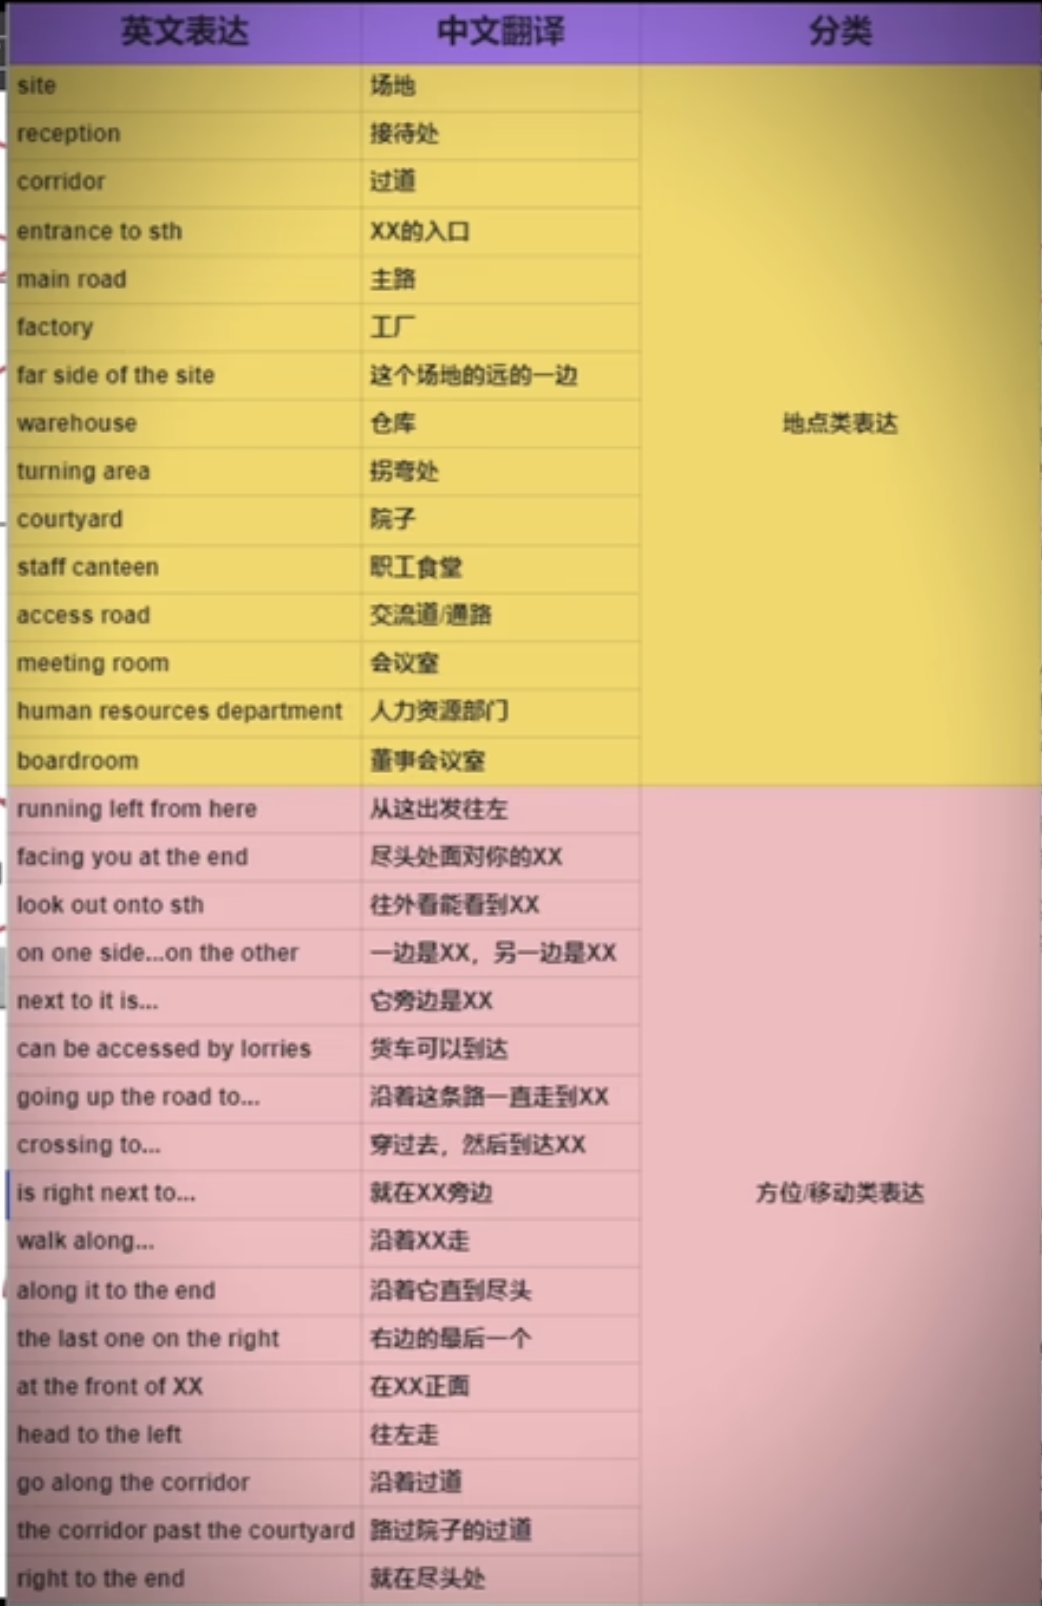 英文表达 中文翻译 分类
site 场地
reception 接待处
corridor 过道
entrance to sth XX的入口
main road 主路
factory 工厂
far side of the site 这个场地的远的一边
warehouse 仓库 地点类表达
turning area 拐弯处
courtyard 院子
staff canteen 职工食堂
access road 交流道/通路
meeting room 会议室
human resources department 人力资源部门
boardroom 董事会议室
running left from here 从这出发往左
facing you at the end 尽头处面对你的XX
look out onto sth 往外看能看到XX
on one side...on the other 一边是XX，另一边是XX
next to it is... 它旁边是XX
can be accessed by lorries 货车可以到达
going up the road to... 沿着这条路一直走到XX
crossing to... 穿过去，然后到达XX
is right next to... 就在XX旁边 方位/移动类表达
walk along... 沿着XX走
along it to the end 沿着它直到尽头
the last one on the right 右边的最后一个
at the front of XX 在XX正面
head to the left 往左走
go along the corridor 沿着过道
the corridor past the courtyard 路过院子的过道
right to the end 就在尽头处